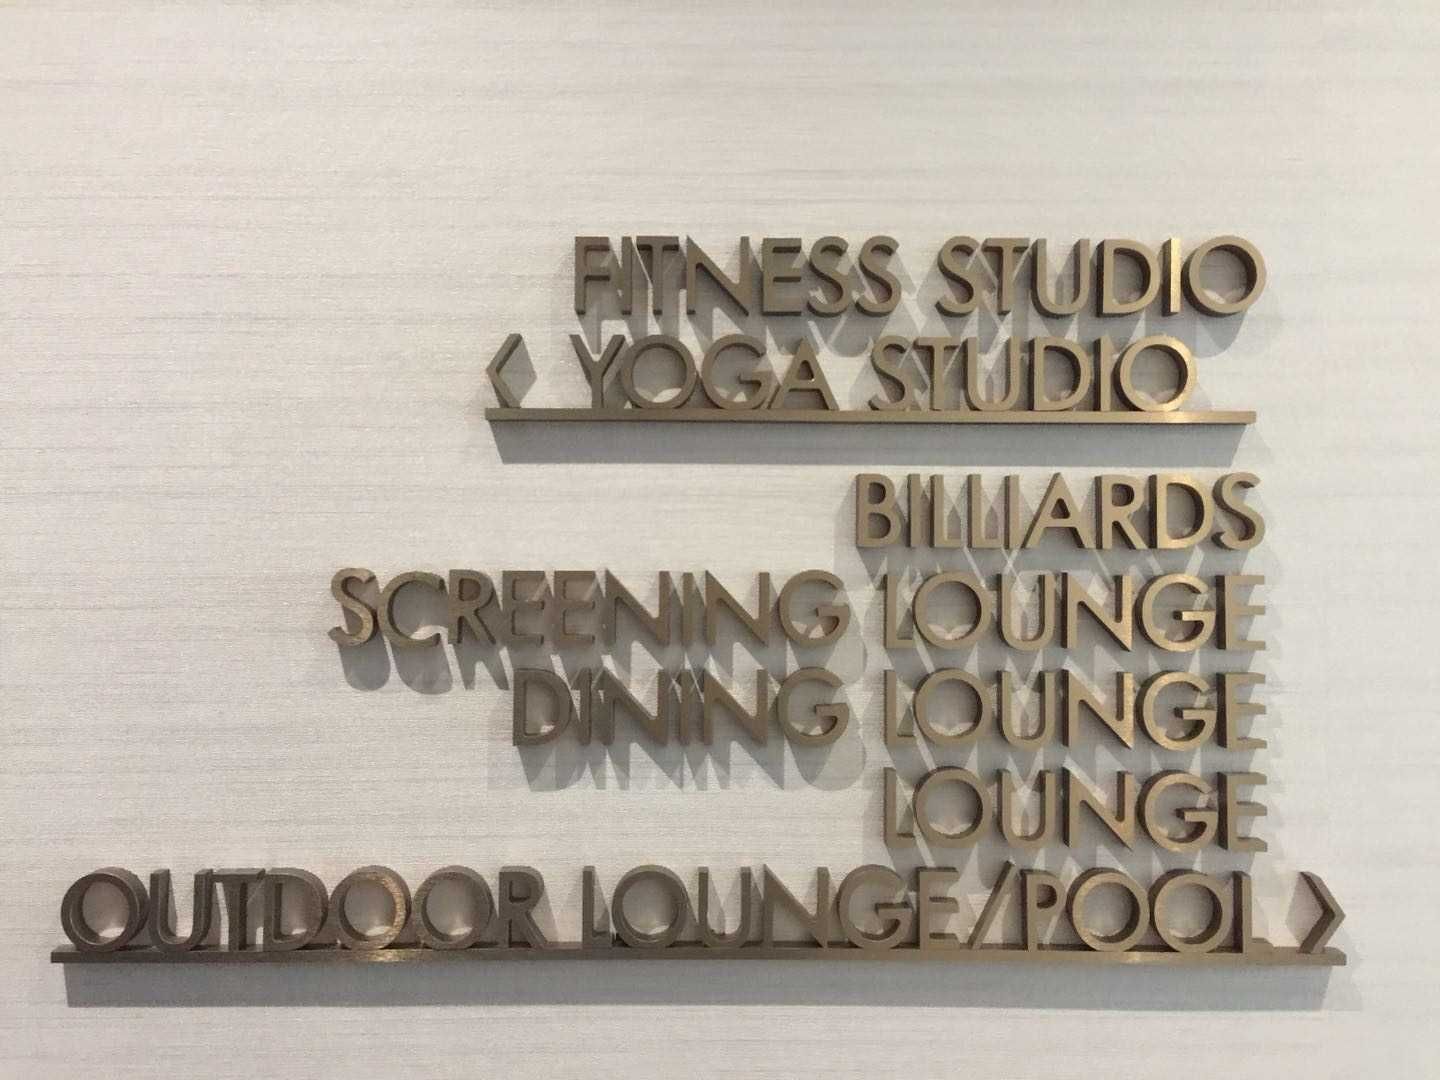 FITNESS STUDIO
< YOGA STUDIO
BILLIARDS
SCREENING LOUNGE
DINING LOUNGE
LOUNGE
OUTDOOR LOUNGE/POOL >